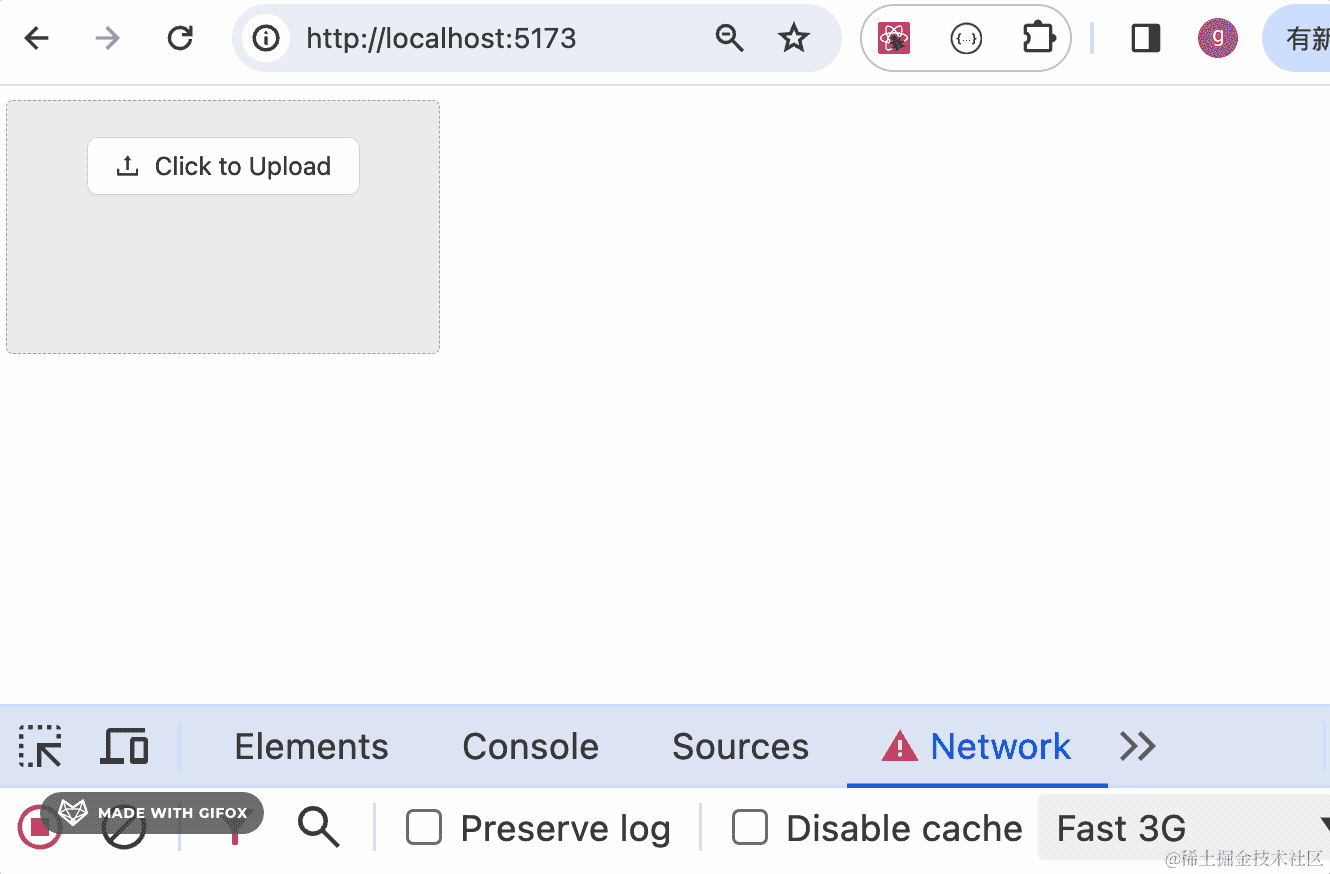 http://localhost:5173
{...}
g
有新
Click to Upload
Elements Console Sources Network
MADE WITH GIFOX
Preserve log Disable cache Fast 3G
@稀土掘金技术社区